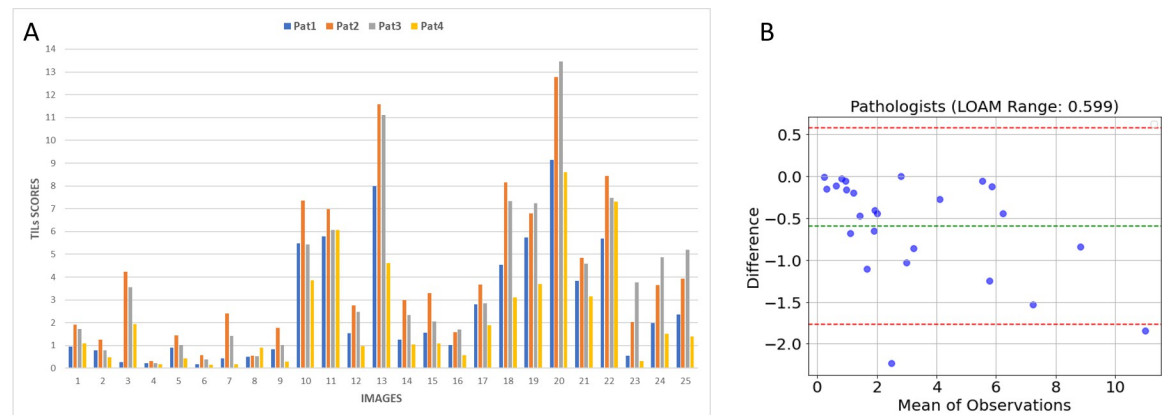 A
Pat1 Pat2 Pat3 Pat4
14
13
12
11
10
9
8
7
6
5
4
3
2
1
0
TILs SCORES
1 2 3 4 5 6 7 8 9 10 11 12 13 14 15 16 17 18 19 20 21 22 23 24 25
IMAGES
B
Pathologists (LOAM Range: 0.599)
0.5
0.0
−0.5
−1.0
−1.5
−2.0
Difference
0 2 4 6 8 10
Mean of Observations